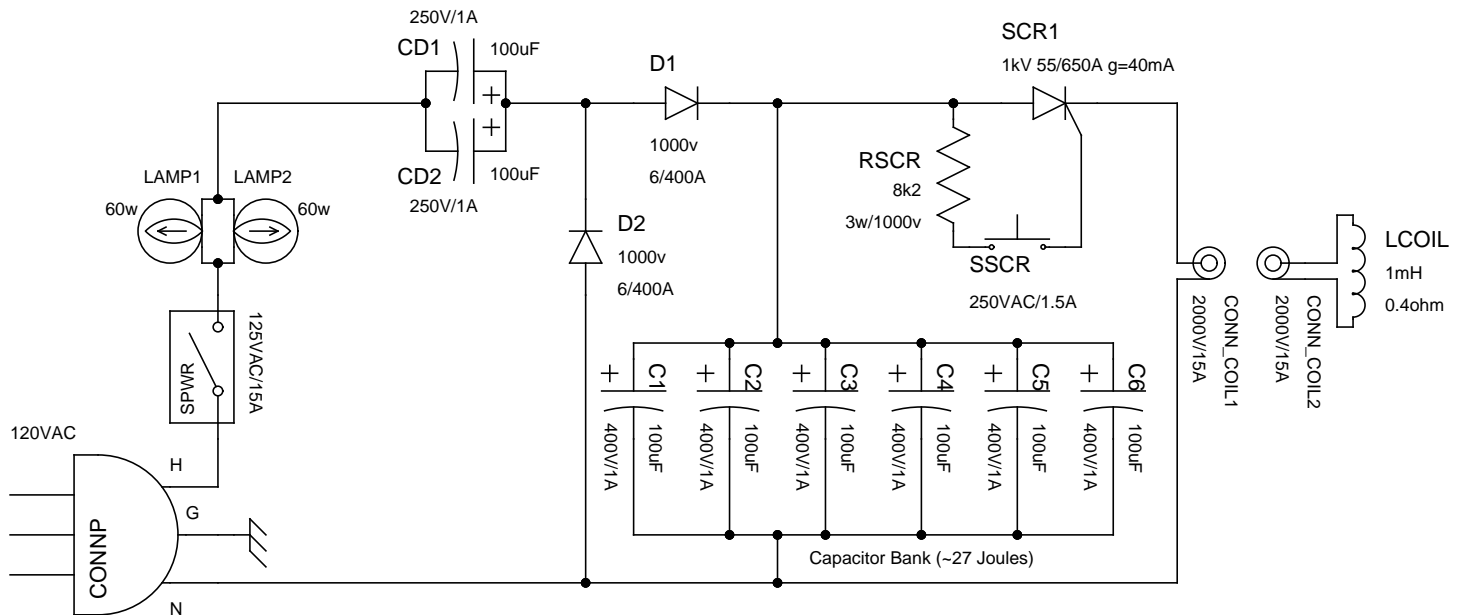 250V/1A
CD1
100uF
+
+
CD2
100uF
250V/1A
D1
1000v
6/400A
SCR1
1kV 55/650A g=40mA
RSCR
8k2
3w/1000v
SSCR
250VAC/1.5A
LAMP1
LAMP2
60w
60w
D2
1000v
6/400A
LCOIL
1mH
0.4ohm
CONN_COIL1
2000V/15A
CONN_COIL2
2000V/15A
SPWR
125VAC/15A
+
C1
100uF
400V/1A
+
C2
100uF
400V/1A
+
C3
100uF
400V/1A
+
C4
100uF
400V/1A
+
C5
100uF
400V/1A
+
C6
100uF
400V/1A
120VAC
H
G
CONNP
N
Capacitor Bank (~27 Joules)